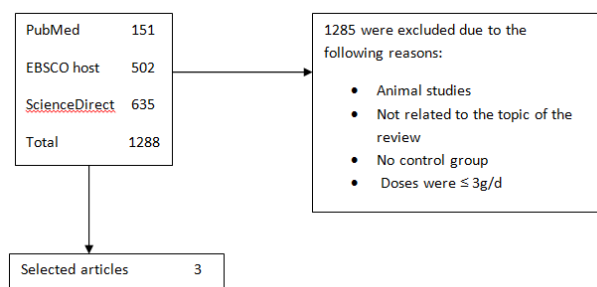 PubMed 151
EBSCO host 502
ScienceDirect 635
Total 1288
1285 were excluded due to the
following reasons:
• Animal studies
• Not related to the topic of the
review
• No control group
• Doses were ≤ 3g/d
Selected articles 3